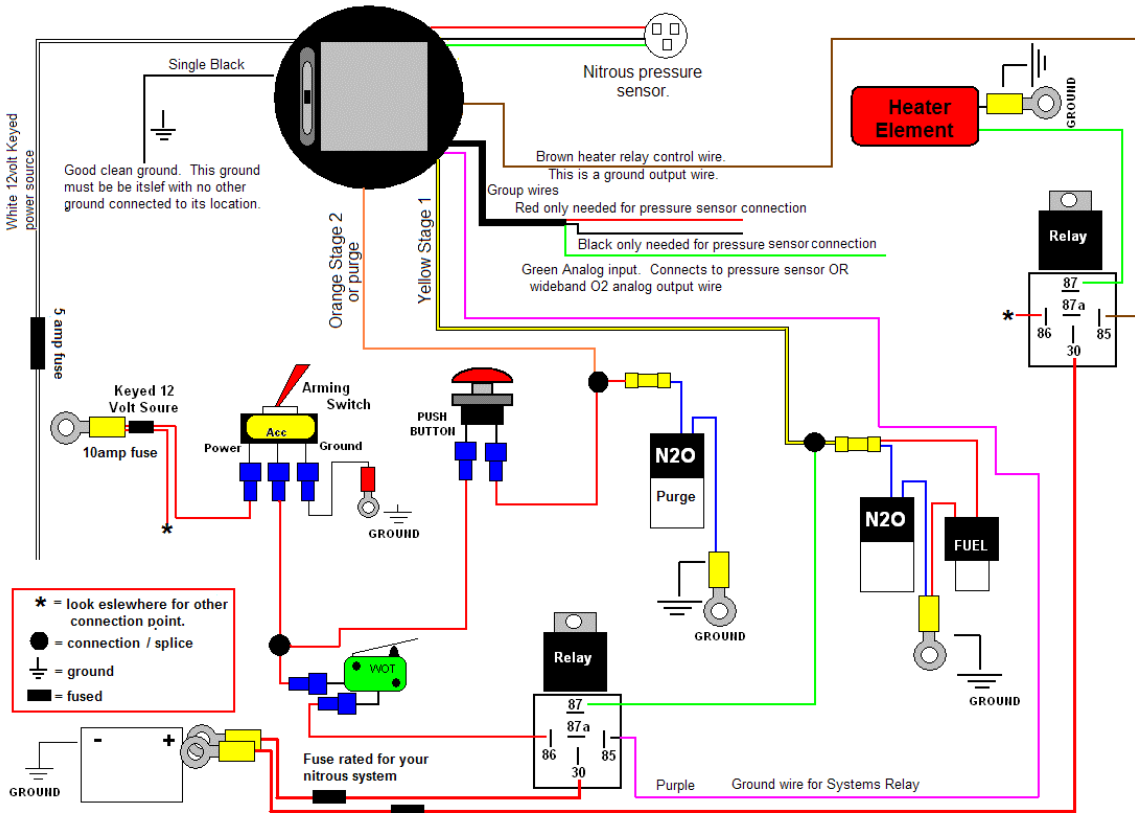 Single Black
White 12volt Keyed
power source
Good clean ground.  This ground
must be be itslef with no other
ground connected to its location.
Nitrous pressure
sensor.
Heater
Element
GROUND
Brown heater relay control wire.
This is a ground output wire.
Group wires
Red only needed for pressure sensor connection
Black only needed for pressure sensor connection
Green Analog input.  Connects to pressure sensor OR
wideband O2 analog output wire
Orange Stage 2
or purge
Yellow Stage 1
Relay
87
87a
*
86
85
30
5 amp fuse
Keyed 12
Volt Soure
10amp fuse
Arming
Switch
Acc
Power
Ground
*
GROUND
PUSH
BUTTON
N2O
Purge
GROUND
N2O
FUEL
GROUND
* = look eslewhere for other
connection point.
= connection / splice
= ground
= fused
WOT
Relay
87
87a
86
85
30
- +
GROUND
Fuse rated for your
nitrous system
Purple
Ground wire for Systems Relay